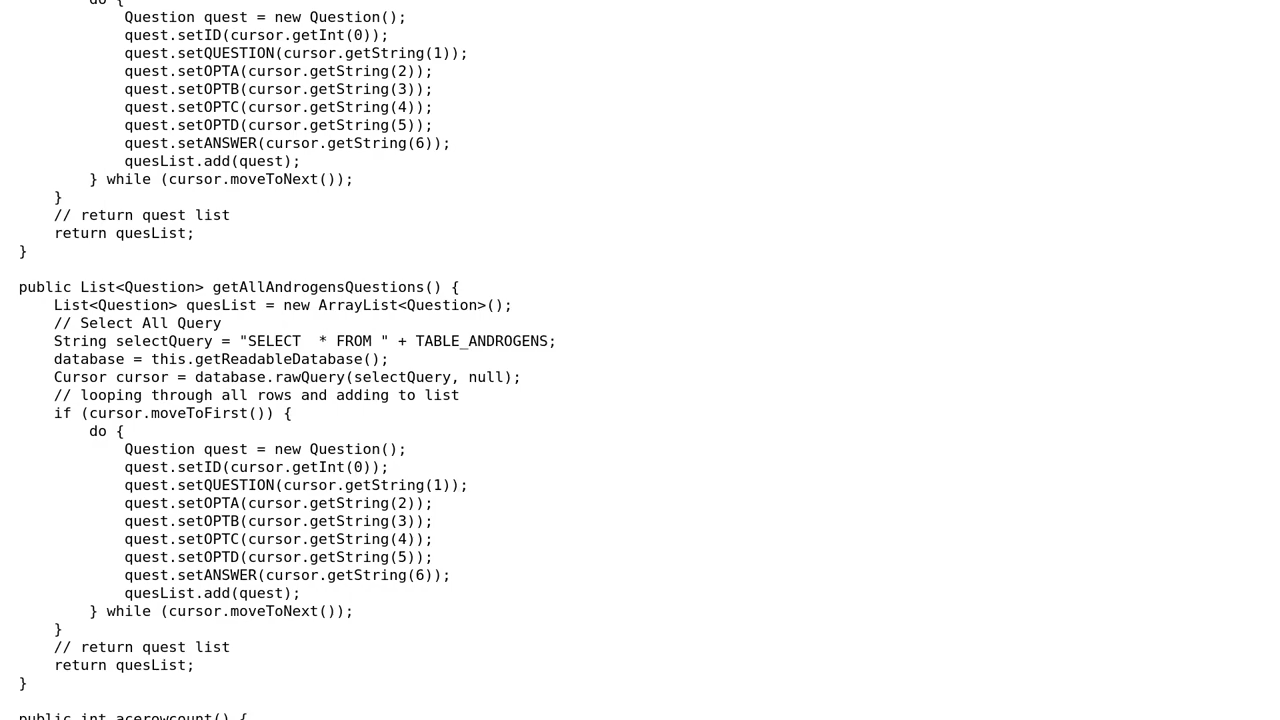 do {
Question quest = new Question();
quest.setID(cursor.getInt(0));
quest.setQUESTION(cursor.getString(1));
quest.setOPTA(cursor.getString(2));
quest.setOPTB(cursor.getString(3));
quest.setOPTC(cursor.getString(4));
quest.setOPTD(cursor.getString(5));
quest.setANSWER(cursor.getString(6));
quesList.add(quest);
} while (cursor.moveToNext());
}
// return quest list
return quesList;
}
public List<Question> getAllAndrogensQuestions() {
List<Question> quesList = new ArrayList<Question>();
// Select All Query
String selectQuery = "SELECT  * FROM " + TABLE_ANDROGENS;
database = this.getReadableDatabase();
Cursor cursor = database.rawQuery(selectQuery, null);
// looping through all rows and adding to list
if (cursor.moveToFirst()) {
do {
Question quest = new Question();
quest.setID(cursor.getInt(0));
quest.setQUESTION(cursor.getString(1));
quest.setOPTA(cursor.getString(2));
quest.setOPTB(cursor.getString(3));
quest.setOPTC(cursor.getString(4));
quest.setOPTD(cursor.getString(5));
quest.setANSWER(cursor.getString(6));
quesList.add(quest);
} while (cursor.moveToNext());
}
// return quest list
return quesList;
}
public int acerowcount() {